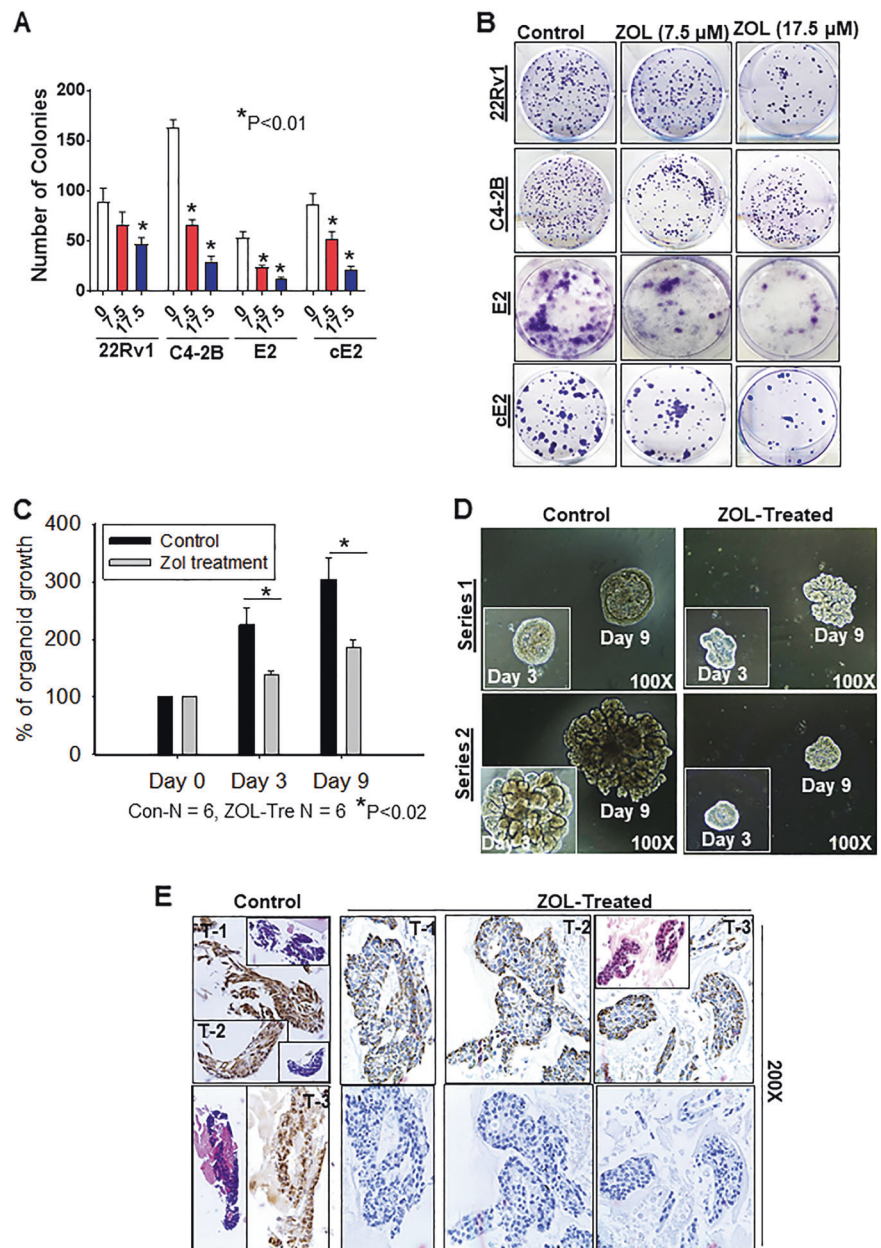 A
Number of Colonies
200
150
100
50
0
*P<0.01
* * * * * * *
0 7.5 17.5 0 7.5 17.5 0 7.5 17.5 0 7.5 17.5
22Rv1 C4-2B E2 cE2
B
Control ZOL (7.5 µM) ZOL (17.5 µM)
22Rv1
C4-2B
E2
cE2
C
% of organoid growth
400
300
200
100
0
Control
Zol treatment
* *
Day 0 Day 3 Day 9
Con-N = 6, ZOL-Tre N = 6 *P<0.02
D
Control ZOL-Treated
Series 1
Day 9 Day 9
Day 3 100X Day 3 100X
Series 2
Day 9 Day 9
Day 3 100X Day 3 100X
E
Control ZOL-Treated
T-1 T-1 T-2 T-3
T-2
T-3
200X